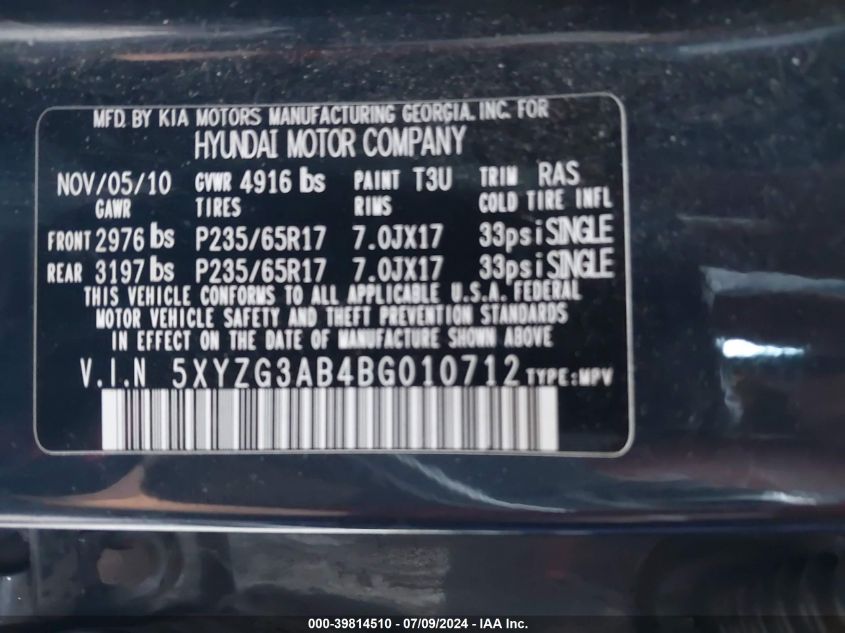 MFD. BY KIA MOTORS MANUFACTURING GEORGIA. INC. FOR
HYUNDAI MOTOR COMPANY
NOV/05/10 GVWR 4916 lbs PAINT T3U TRIM RAS
GAWR TIRES RIMS COLD TIRE INFL
FRONT 2976 lbs P235/65R17 7.0JX17 33psi SINGLE
REAR 3197 lbs P235/65R17 7.0JX17 33psi SINGLE
THIS VEHICLE CONFORMS TO ALL APPLICABLE U.S.A. FEDERAL
MOTOR VEHICLE SAFETY AND THEFT PREVENTION STANDARDS
IN EFFECT ON THE DATE OF MANUFACTURE SHOWN ABOVE
V.I.N 5XYZG3AB4BG010712 TYPE:MPV
000-39814510 / 07/09/2024 - IAA Inc.